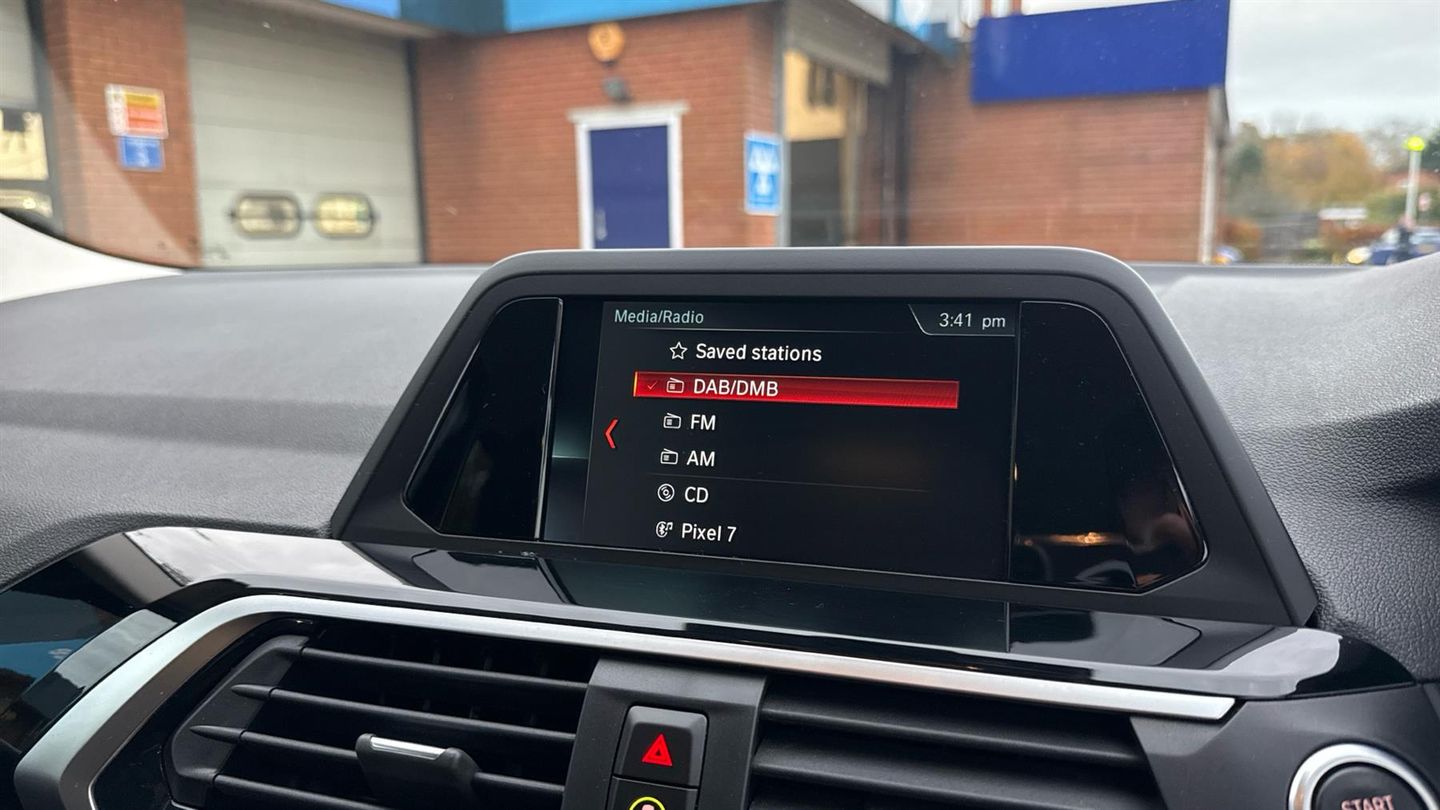 Media/Radio
3:41 pm
Saved stations
DAB/DMB
FM
AM
CD
Pixel 7
START